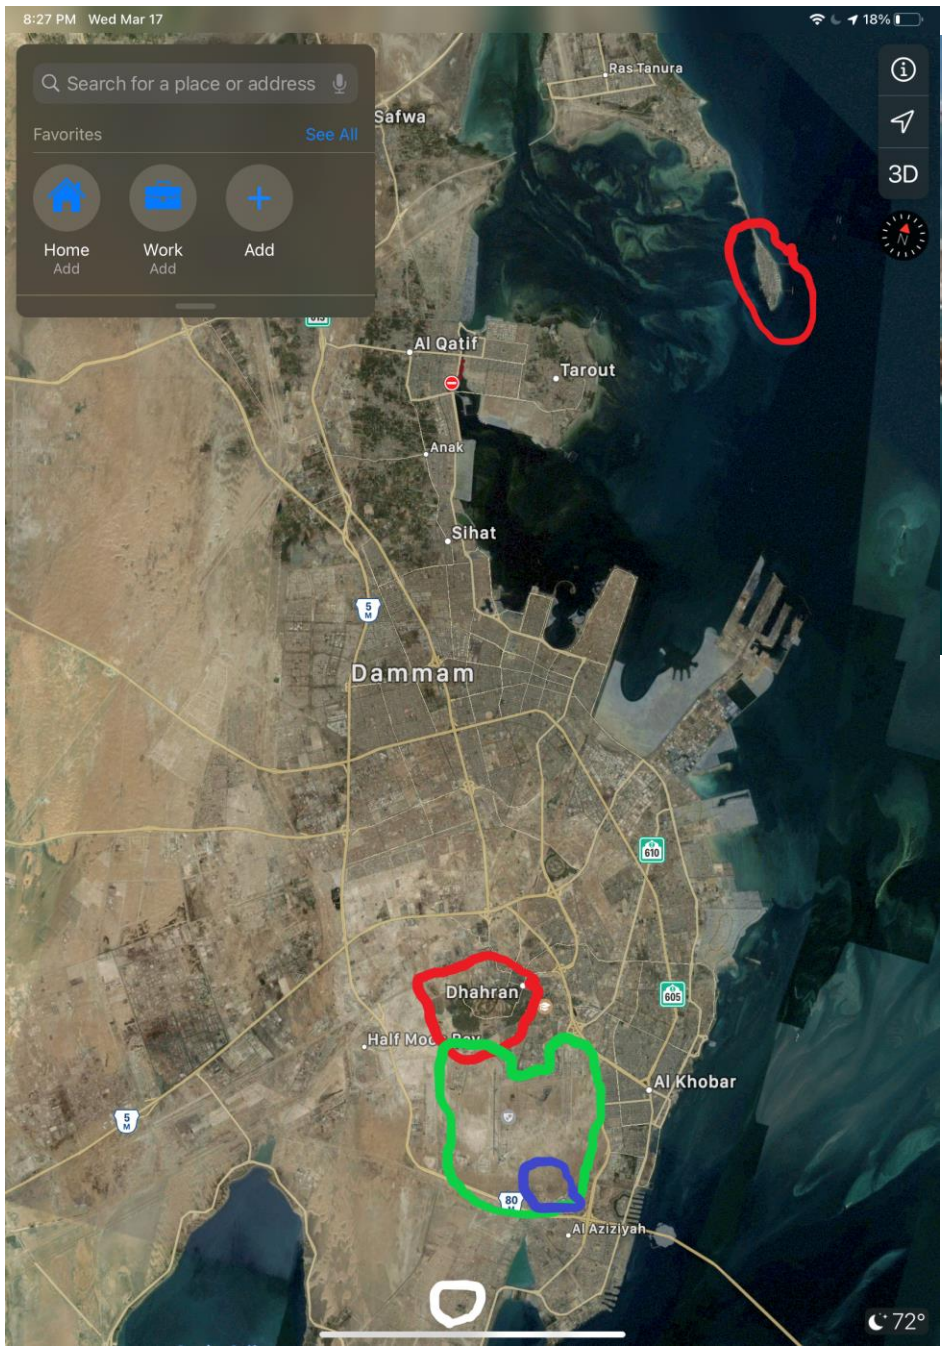 8:27 PM Wed Mar 17
18%
Search for a place or address
Favorites
See All
Home
Add
Work
Add
Add
3D
N
Ras Tanura
Safwa
Al Qatif
Tarout
Anak
Sihat
5
M
Dammam
610
Dhahran
605
Half Moon Bay
Al Khobar
5
M
80
Al Aziziyah
72°